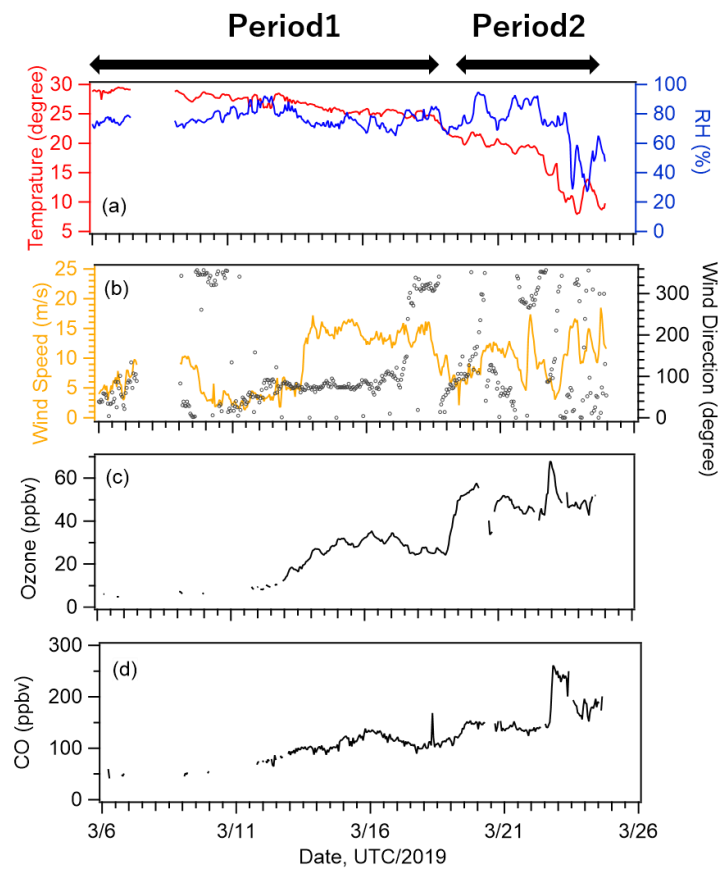 Period1 Period2
30 100
25 80
20 60
15 40
10 20
5 0
Temprature (degree)
RH (%)
(a)
25
20 300
15 200
10 100
5
0 0
Wind Speed (m/s)
Wind Direction (degree)
(b)
60
40
20
0
Ozone (ppbv)
(c)
300
200
100
0
CO (ppbv)
(d)
3/6 3/11 3/16 3/21 3/26
Date, UTC/2019